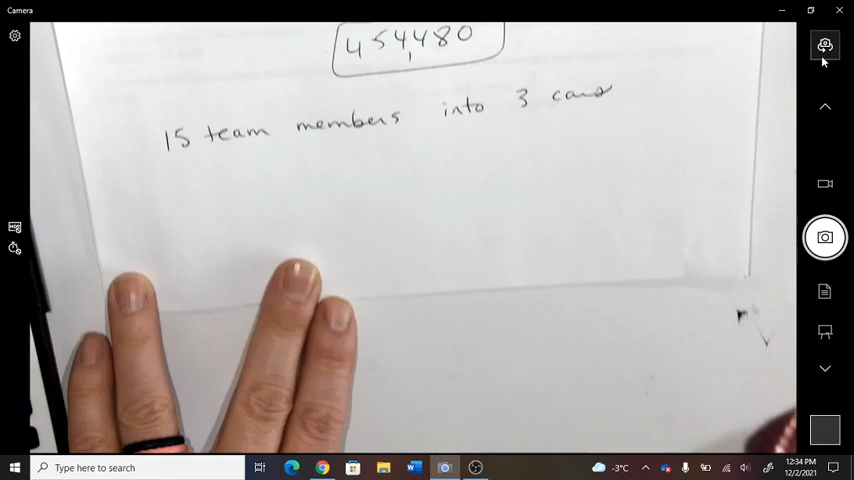 Camera
454,480
15 team members into 3 cars
Type here to search
-3°C
12:34 PM
12/2/2021